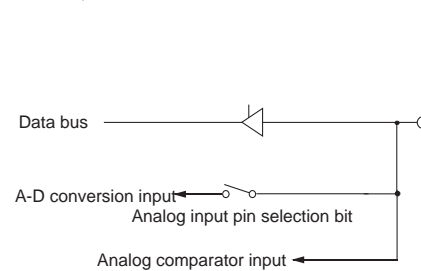 Data bus
A-D conversion input
Analog input pin selection bit
Analog comparator input